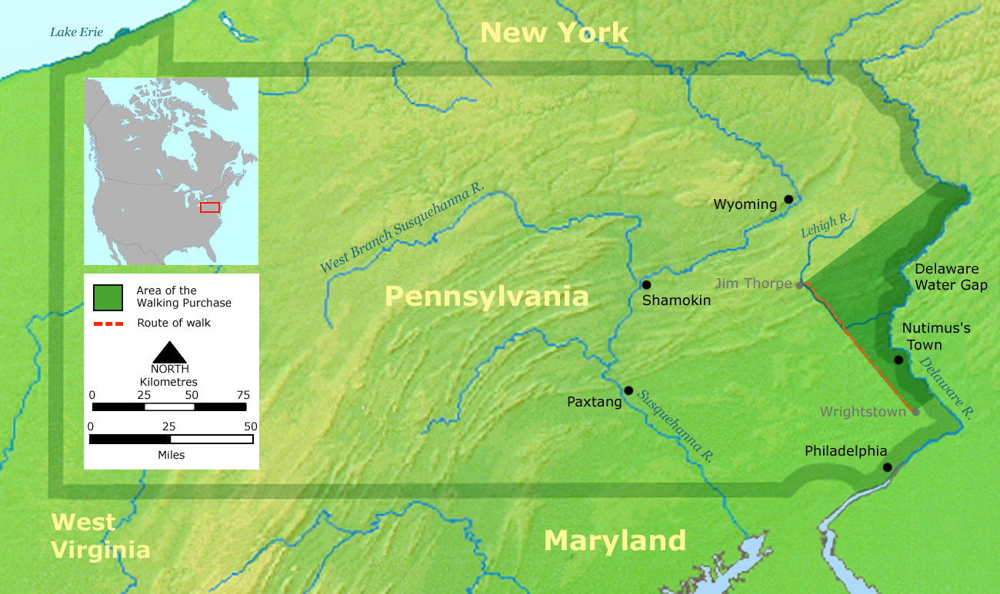 Lake Erie
New York
West Branch Susquehanna R.
Wyoming
Lehigh R.
Delaware
Water Gap
Jim Thorpe
Pennsylvania
Shamokin
Area of the
Walking Purchase
Route of walk
Nutimus's
Town
NORTH
Kilometres
0 25 50 75
0 25 50
Miles
Delaware R.
Paxtang
Susquehanna R.
Wrightstown
Philadelphia
West
Virginia
Maryland